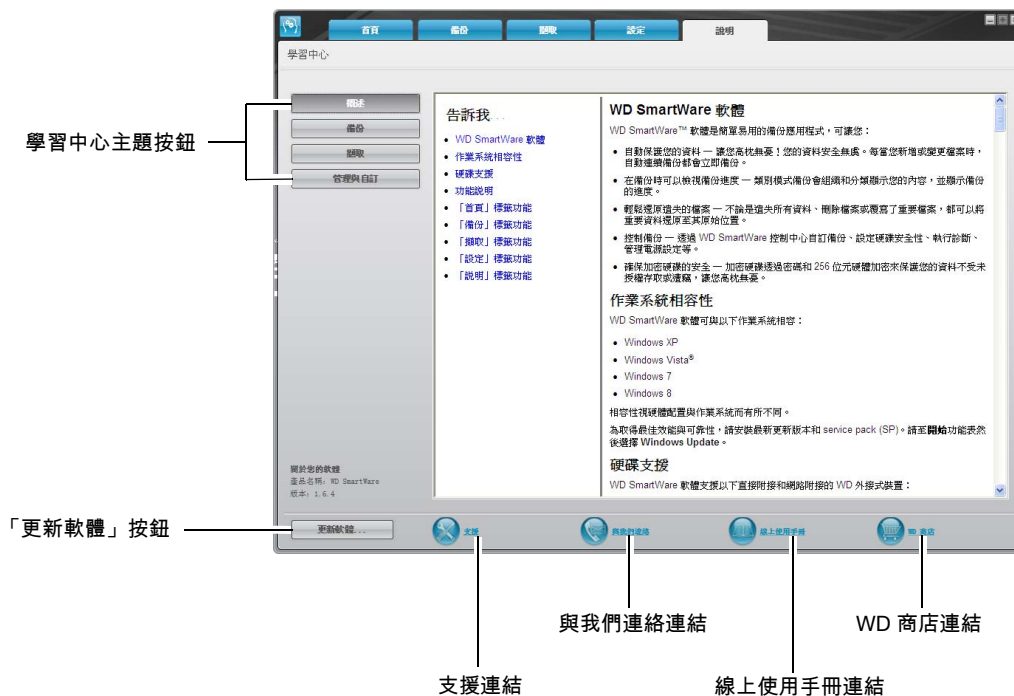 首頁
備份
擷取
設定
說明
學習中心
概述
備份
擷取
管理與自訂
學習中心主題按鈕
告訴我...
• WD SmartWare 軟體
• 作業系統相容性
• 硬碟支援
• 功能說明
• 「首頁」標籤功能
• 「備份」標籤功能
• 「擷取」標籤功能
• 「設定」標籤功能
• 「說明」標籤功能
WD SmartWare 軟體
WD SmartWare™ 軟體是簡單易用的備份應用程式，可讓您：
• 自動保護您的資料 — 讓您高枕無憂！您的資料安全無虞。每當您新增或變更檔案時，
自動連續備份都會立即備份。
• 在備份時可以檢視備份進度 — 類別模式備份會組織和分類顯示您的內容，並顯示備份
的進度。
• 輕鬆還原遺失的檔案 — 不論是遺失所有資料、刪除檔案或覆寫了重要檔案，都可以將
重要資料還原至其原始位置。
• 控制備份 — 透過 WD SmartWare 控制中心自訂備份、設定硬碟安全性、執行診斷、
管理電源設定等。
• 確保加密硬碟的安全 — 加密硬碟透過密碼和 256 位元硬體加密來保護您的資料不受未
授權存取或遭竊，讓您高枕無憂。
作業系統相容性
WD SmartWare 軟體可與以下作業系統相容：
• Windows XP
• Windows Vista®
• Windows 7
• Windows 8
相容性視硬體配置與作業系統而有所不同。
為取得最佳效能與可靠性，請安裝最新更新版本和 service pack (SP)。請至開始功能表然
後選擇 Windows Update。
硬碟支援
WD SmartWare 軟體支援以下直接附接和網路附接的 WD 外接式裝置：
關於您的軟體
產品名稱: WD SmartWare
版本: 1.6.4
「更新軟體」按鈕
更新軟體...
支援
與我們連絡
線上使用手冊
WD 商店
與我們連絡連結
WD 商店連結
支援連結
線上使用手冊連結